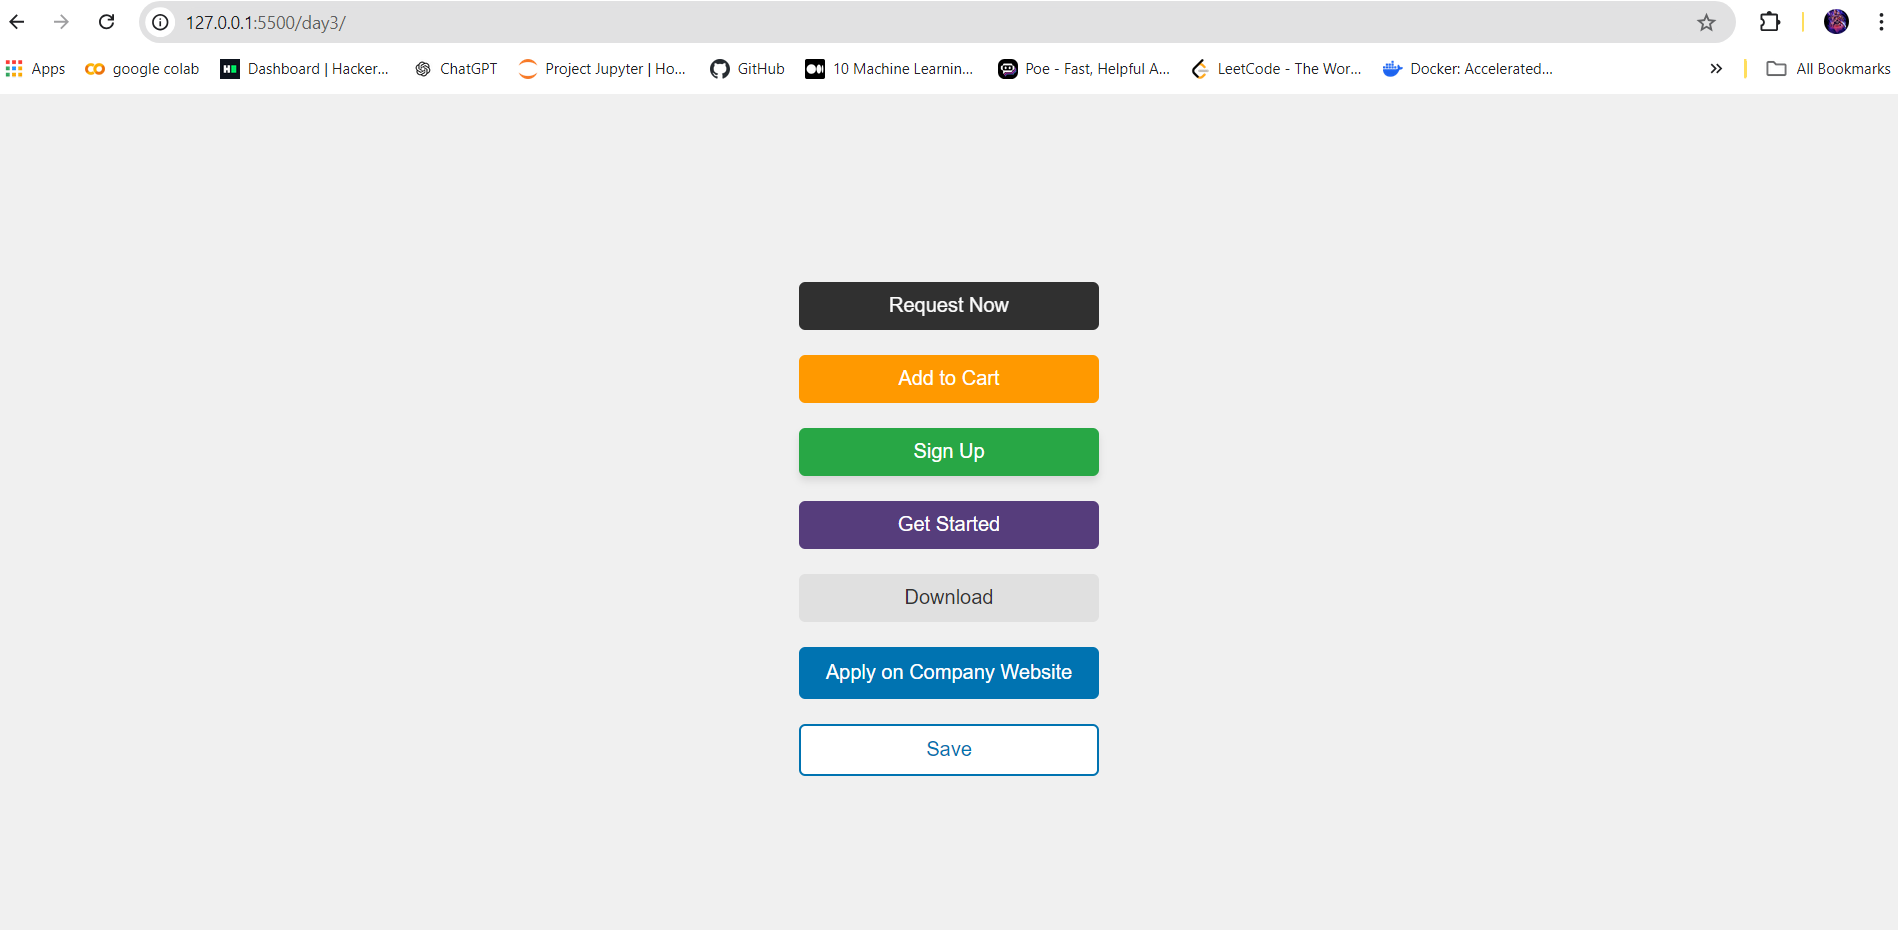 127.0.0.1:5500/day3/
Apps google colab Dashboard | Hacker... ChatGPT Project Jupyter | Ho... GitHub 10 Machine Learnin... Poe - Fast, Helpful A... LeetCode - The Wor... Docker: Accelerated... » All Bookmarks
Request Now
Add to Cart
Sign Up
Get Started
Download
Apply on Company Website
Save